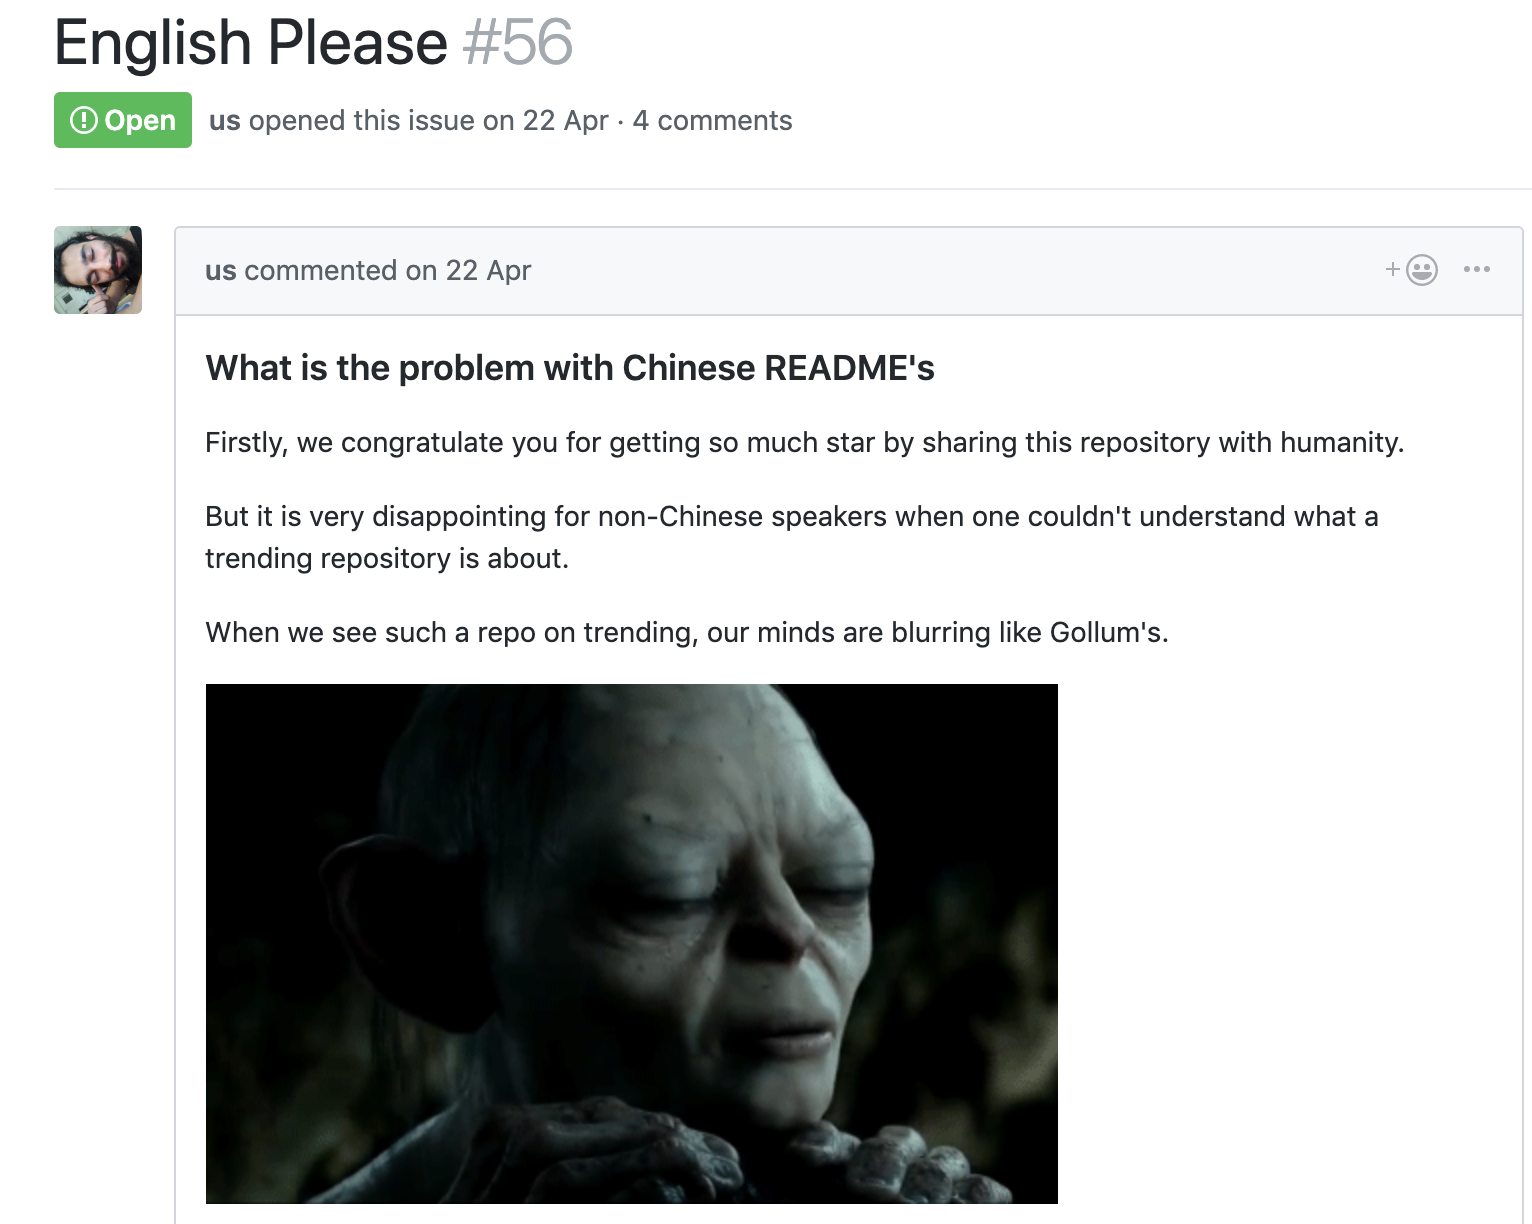 English Please #56
Open us opened this issue on 22 Apr · 4 comments
us commented on 22 Apr
What is the problem with Chinese README's
Firstly, we congratulate you for getting so much star by sharing this repository with humanity.
But it is very disappointing for non-Chinese speakers when one couldn't understand what a
trending repository is about.
When we see such a repo on trending, our minds are blurring like Gollum's.